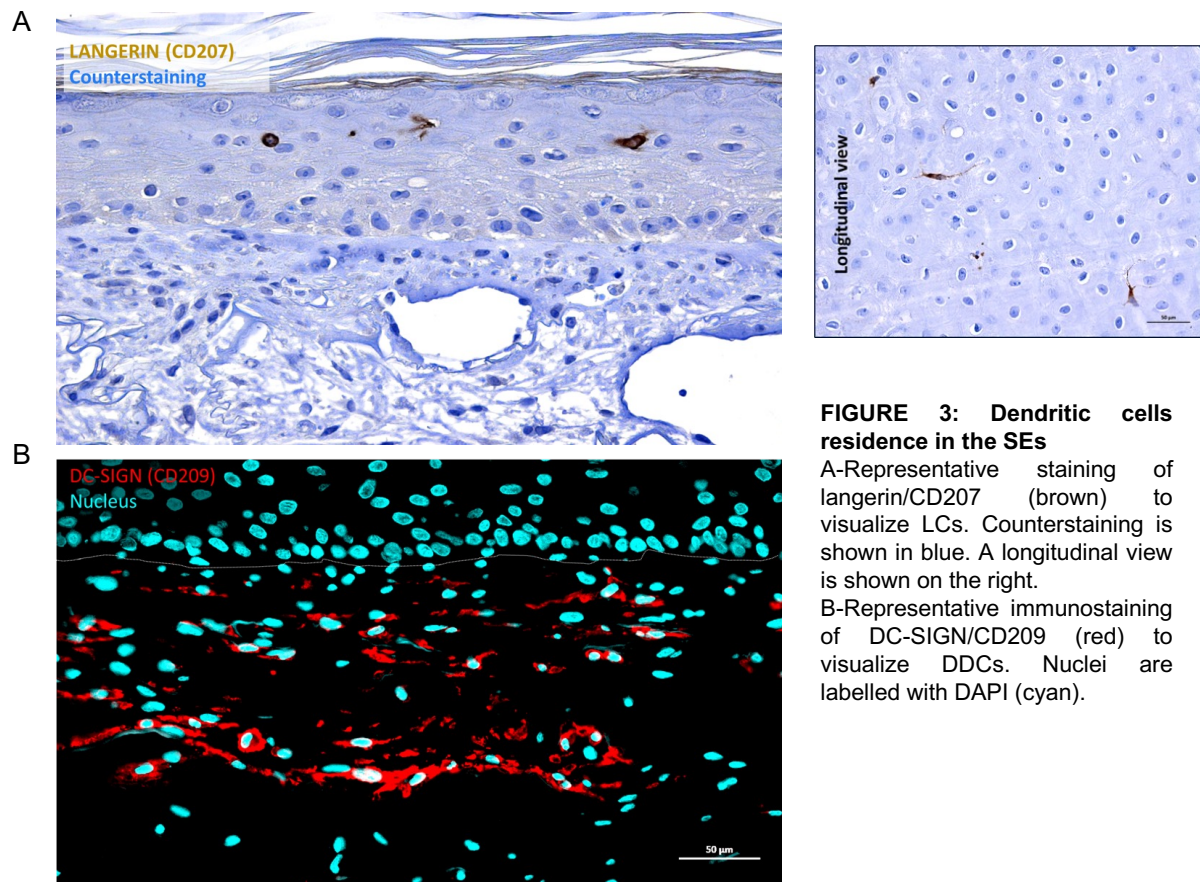 A
LANGERIN (CD207)
Counterstaining
Longitudinal view
50 µm
FIGURE 3: Dendritic cells
residence in the SEs
A-Representative staining of
langerin/CD207 (brown) to
visualize LCs. Counterstaining is
shown in blue. A longitudinal view
is shown on the right.
B-Representative immunostaining
of DC-SIGN/CD209 (red) to
visualize DDCs. Nuclei are
labelled with DAPI (cyan).
B
DC-SIGN (CD209)
Nucleus
50 µm